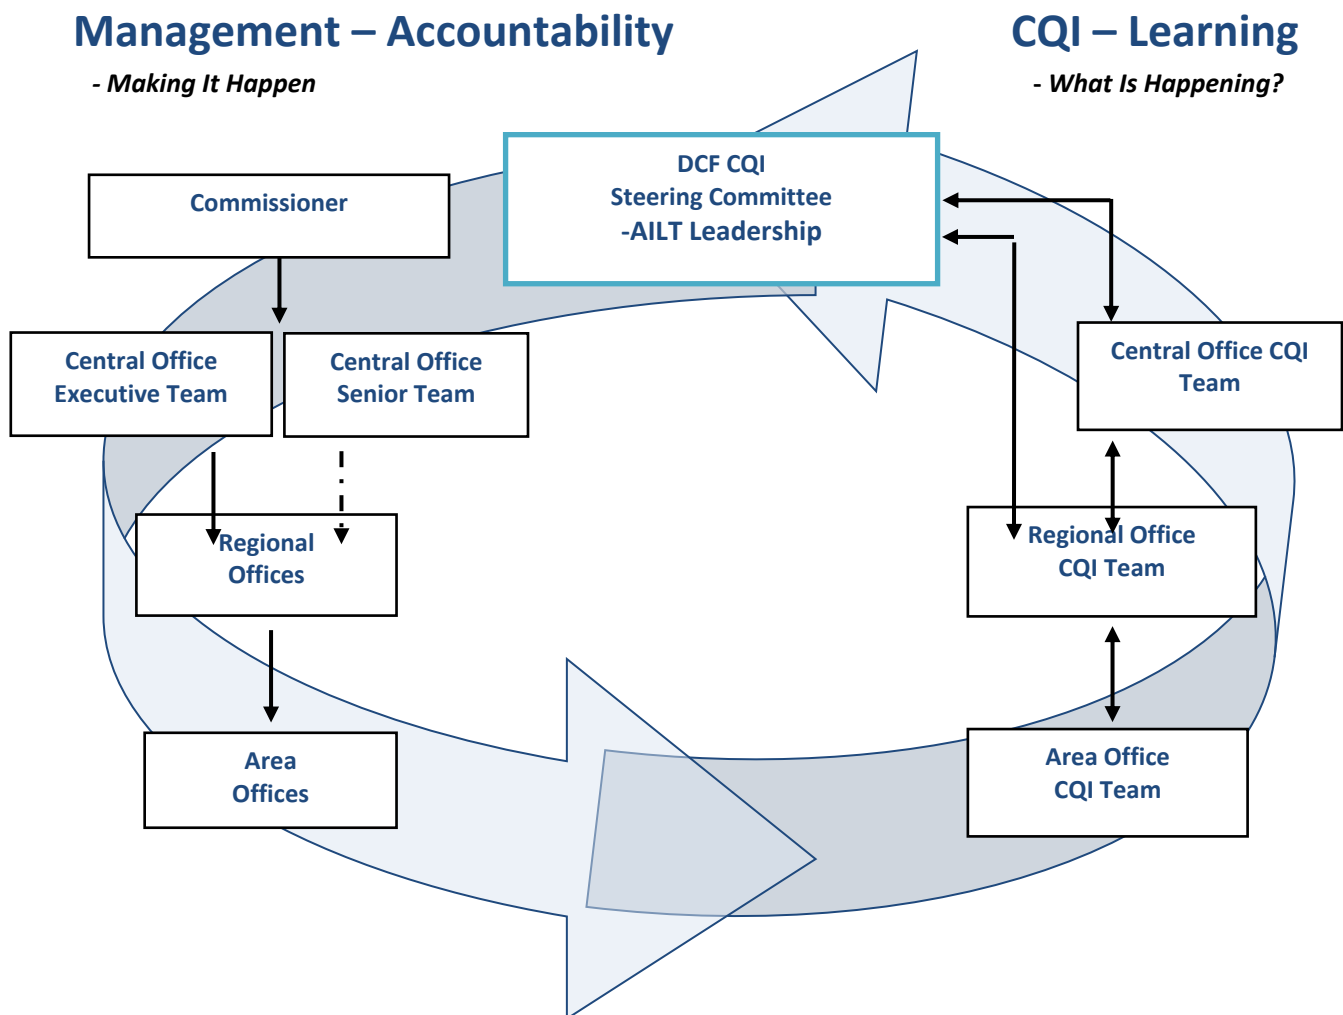 Management – Accountability
- Making It Happen
CQI – Learning
- What Is Happening?
DCF CQI
Steering Committee
-AILT Leadership
Commissioner
Central Office
Executive Team
Central Office
Senior Team
Central Office CQI
Team
Regional
Offices
Regional Office
CQI Team
Area
Offices
Area Office
CQI Team